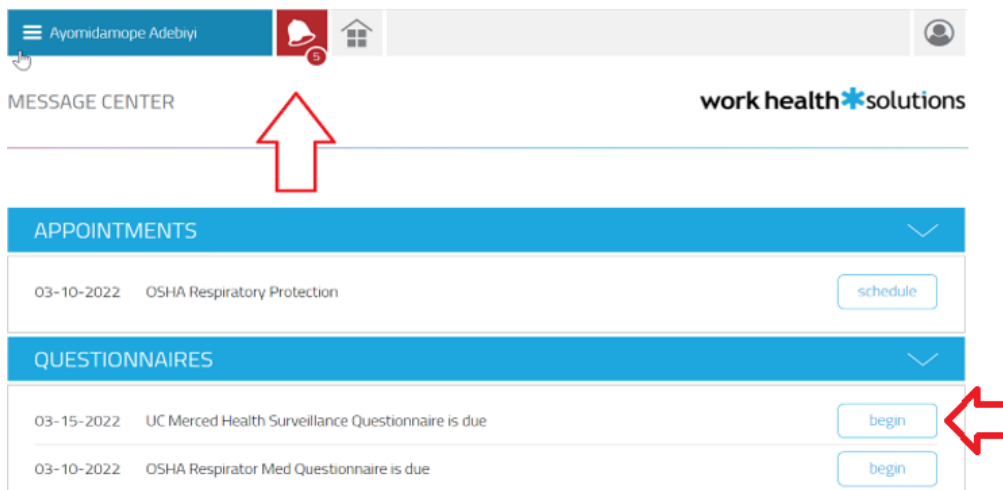 Ayomidamope Adebiyi
5
MESSAGE CENTER
work health*solutions
APPOINTMENTS
03-10-2022 OSHA Respiratory Protection schedule
QUESTIONNAIRES
03-15-2022 UC Merced Health Surveillance Questionnaire is due begin
03-10-2022 OSHA Respirator Med Questionnaire is due begin